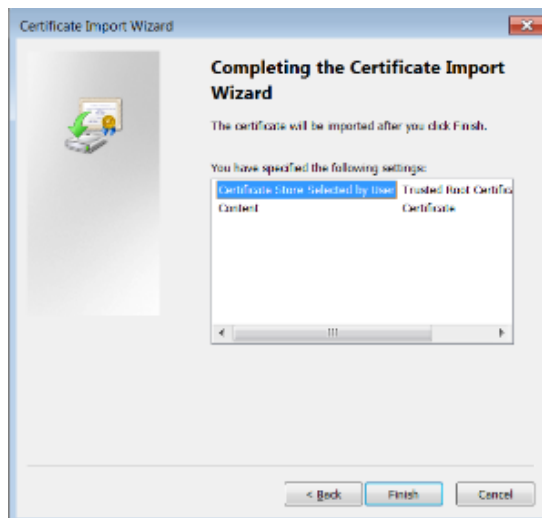 Certificate Import Wizard
Completing the Certificate Import
Wizard
The certificate will be imported after you click Finish.
You have specified the following settings:
Certificate Store Selected by User Trusted Root Certific
Content Certificate
< Back Finish Cancel